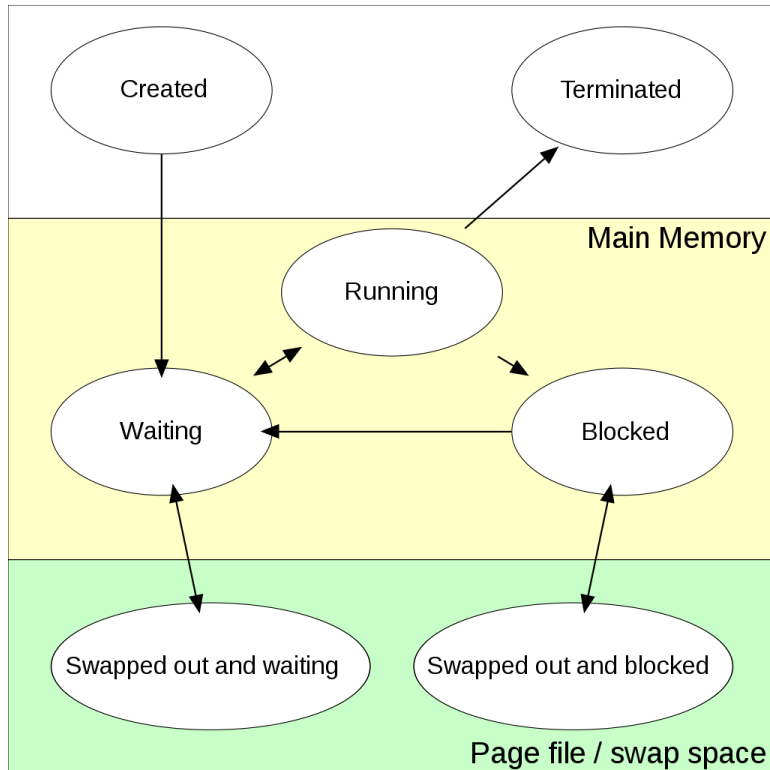 Created
Terminated
Main Memory
Running
Waiting
Blocked
Swapped out and waiting
Swapped out and blocked
Page file / swap space